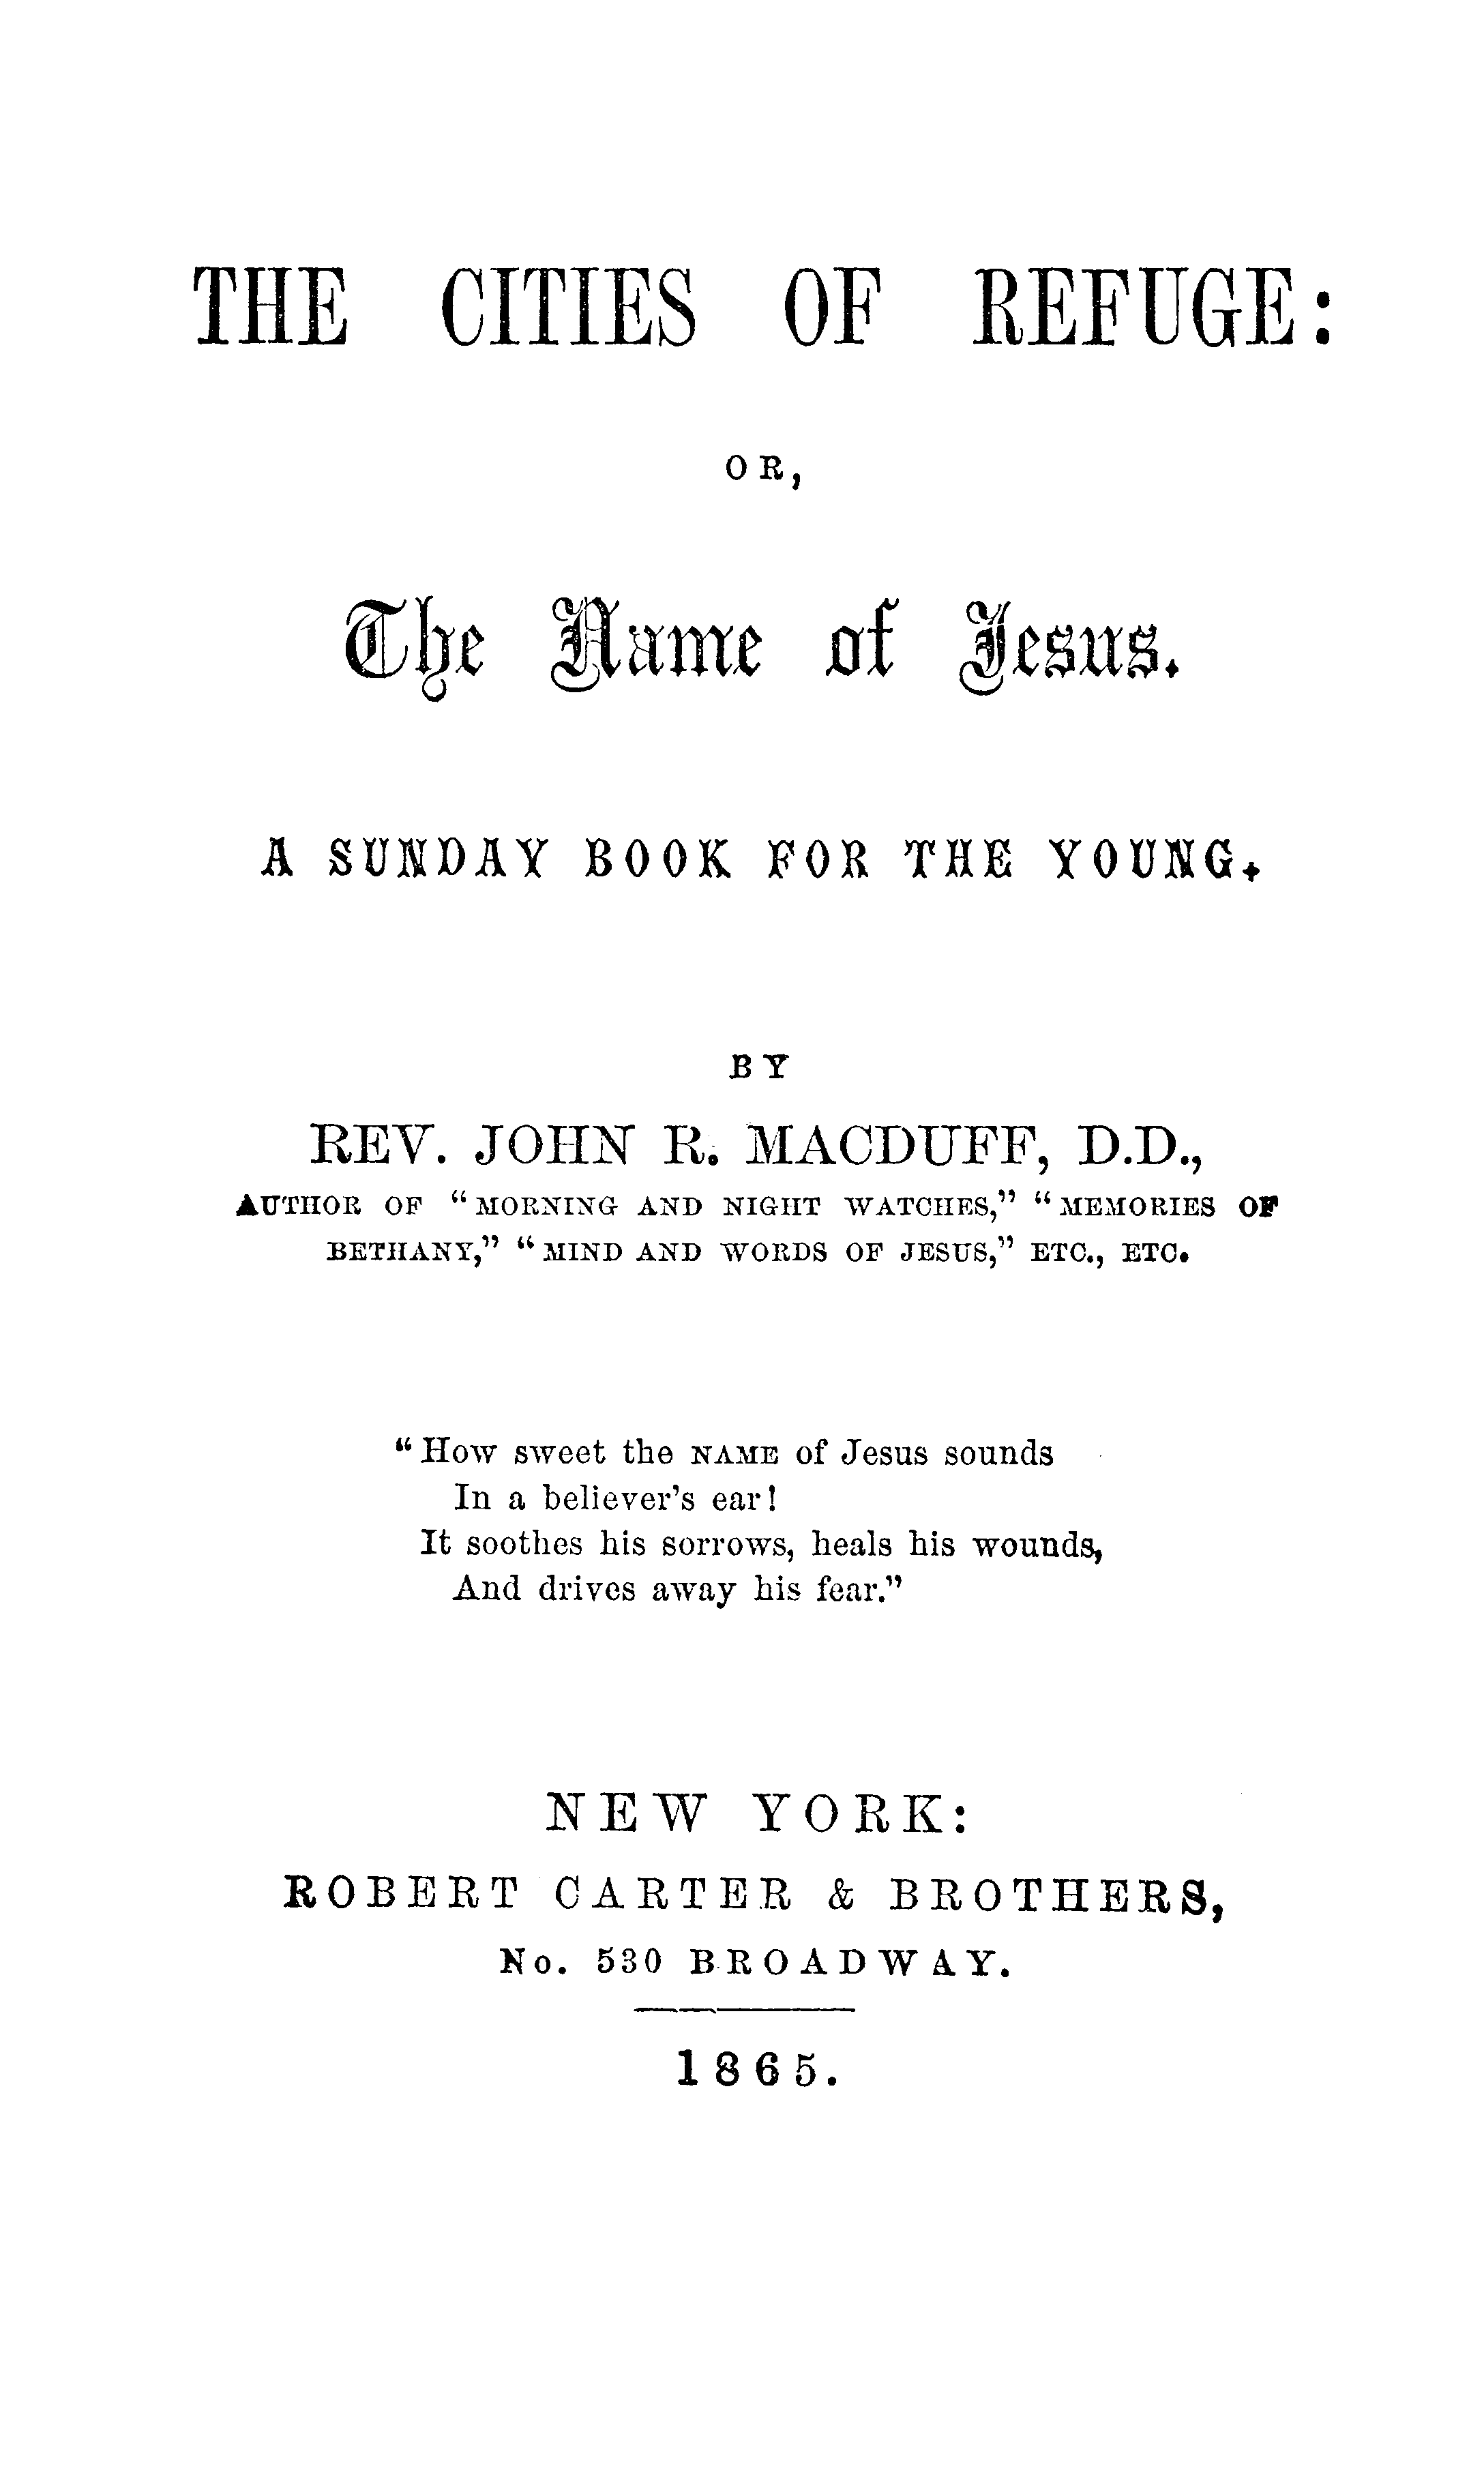 THE CITIES OF REFUGE:
OR,
The Name of Jesus.
A SUNDAY BOOK FOR THE YOUNG.
BY
REV. JOHN R. MACDUFF, D.D.,
AUTHOR OF "MORNING AND NIGHT WATCHES," "MEMORIES OF
BETHANY," "MIND AND WORDS OF JESUS," ETC., ETC.
"How sweet the NAME of Jesus sounds
In a believer's ear!
It soothes his sorrows, heals his wounds,
And drives away his fear."
NEW YORK:
ROBERT CARTER & BROTHERS,
No. 530 BROADWAY.
1865.